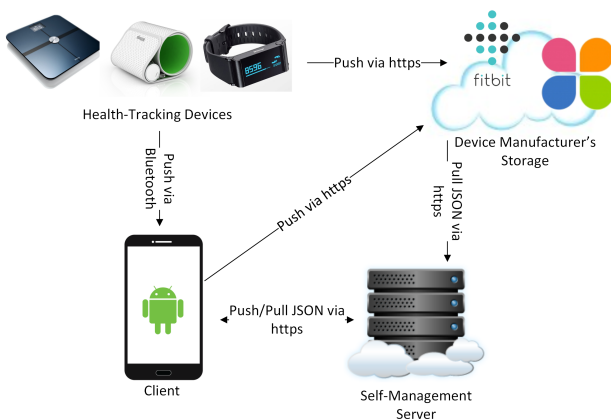 Push via https
fitbit
8596
Health-Tracking Devices
Device Manufacturer's
Storage
Push via
Bluetooth
Push via https
Pull JSON via
https
Push/Pull JSON via
https
Client
Self-Management
Server